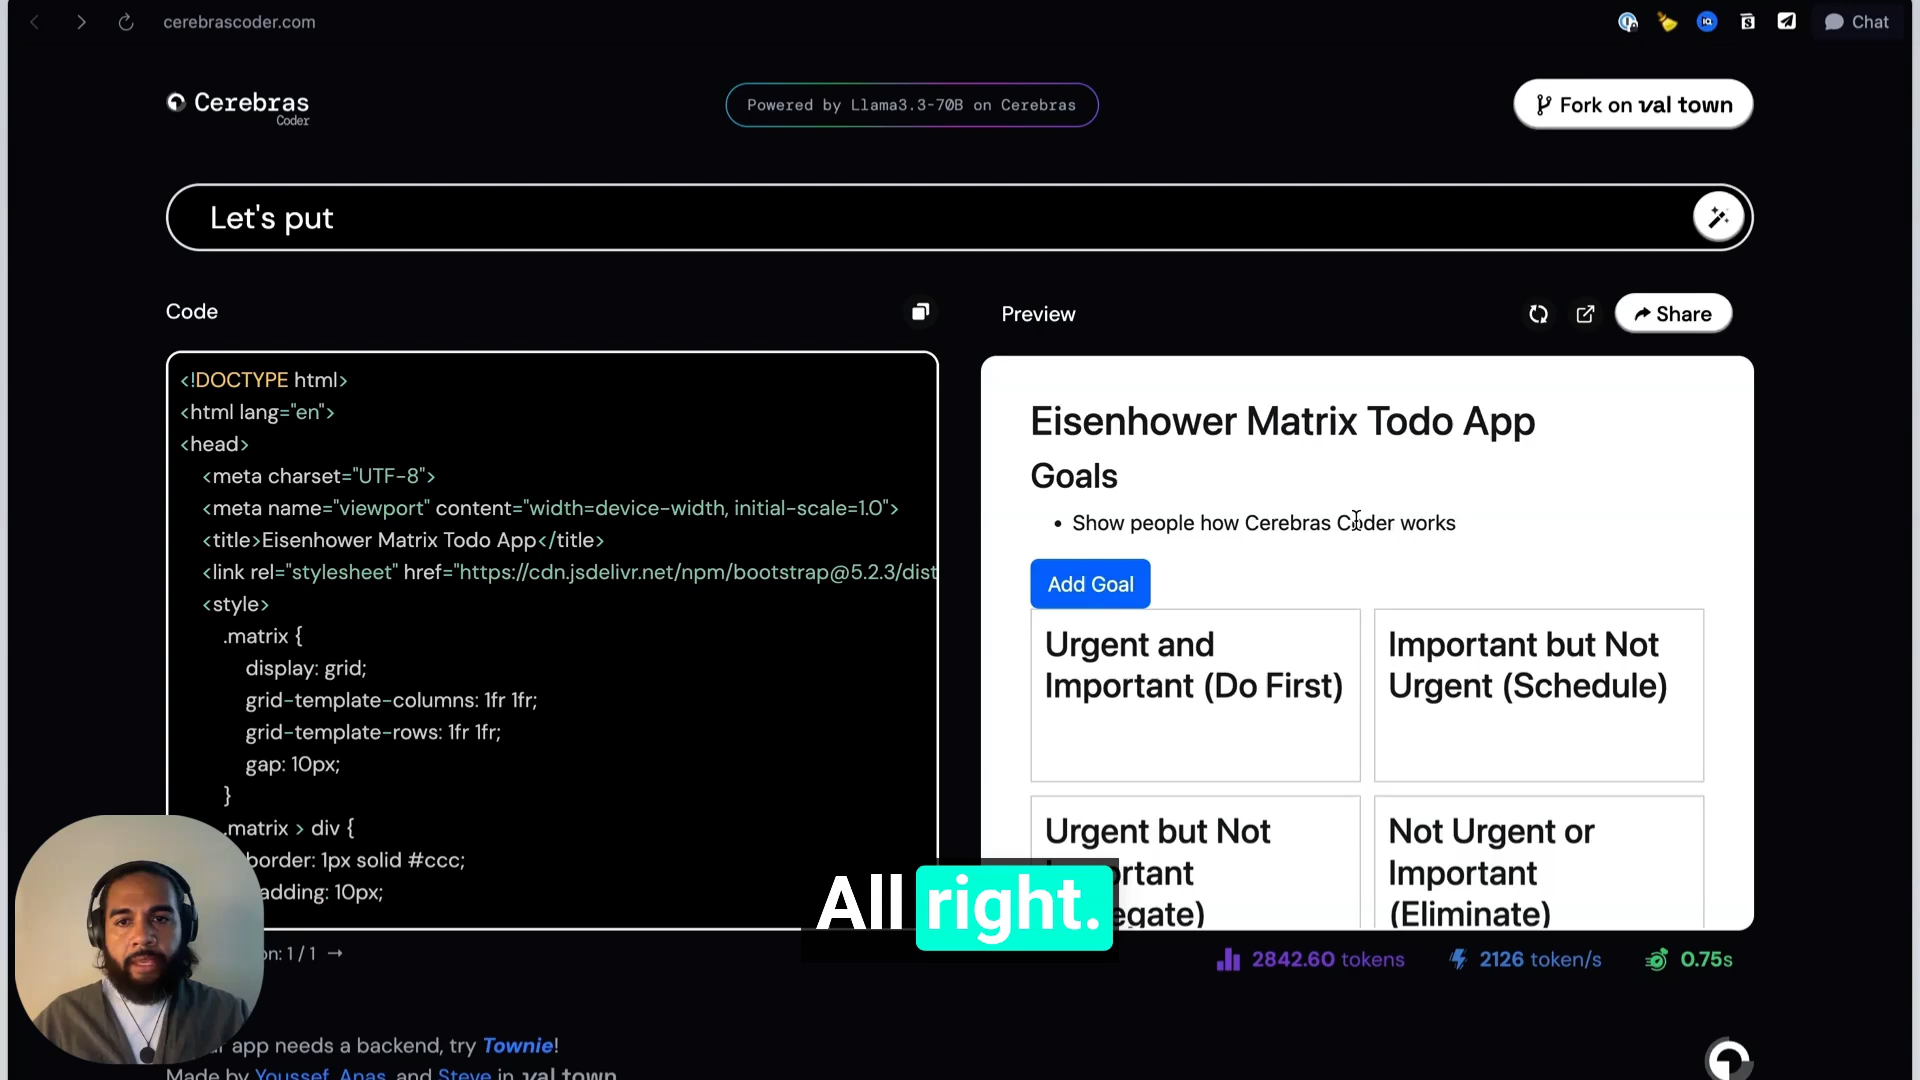 cerebrascoder.com
Chat
Cerebras
Coder
Powered by Llama3.3-70B on Cerebras
Fork on val town
Let's put
Code
Preview
Share
<!DOCTYPE html>
<html lang="en">
<head>
<meta charset="UTF-8">
<meta name="viewport" content="width=device-width, initial-scale=1.0">
<title>Eisenhower Matrix Todo App</title>
<link rel="stylesheet" href="https://cdn.jsdelivr.net/npm/bootstrap@5.2.3/dist
<style>
.matrix {
display: grid;
grid-template-columns: 1fr 1fr;
grid-template-rows: 1fr 1fr;
gap: 10px;
}
.matrix > div {
border: 1px solid #ccc;
adding: 10px;
Eisenhower Matrix Todo App
Goals
• Show people how Cerebras Coder works
Add Goal
Urgent and
Important (Do First)
Important but Not
Urgent (Schedule)
Urgent but Not
ortant
egate)
Not Urgent or
Important
(Eliminate)
All right.
on: 1 / 1 →
2842.60 tokens
2126 token/s
0.75s
app needs a backend, try Townie!
Made by Youssef, Anas, and Steve in val town